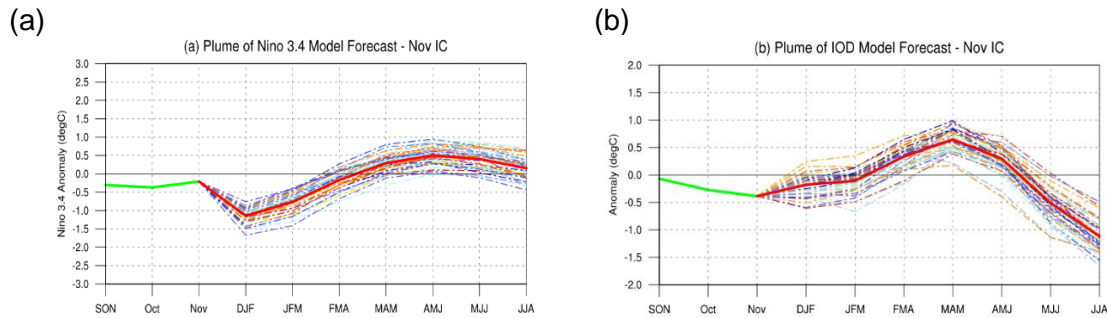 (a)
(a) Plume of Nino 3.4 Model Forecast - Nov IC
Nino 3.4 Anomaly (degC)
3.0
2.5
2.0
1.5
1.0
0.5
0.0
-0.5
-1.0
-1.5
-2.0
-2.5
-3.0
SON Oct Nov DJF JFM FMA MAM AMJ MJJ JJA
(b)
(b) Plume of IOD Model Forecast - Nov IC
Anomaly (degC)
2.0
1.5
1.0
0.5
0.0
-0.5
-1.0
-1.5
-2.0
SON Oct Nov DJF JFM FMA MAM AMJ MJJ JJA